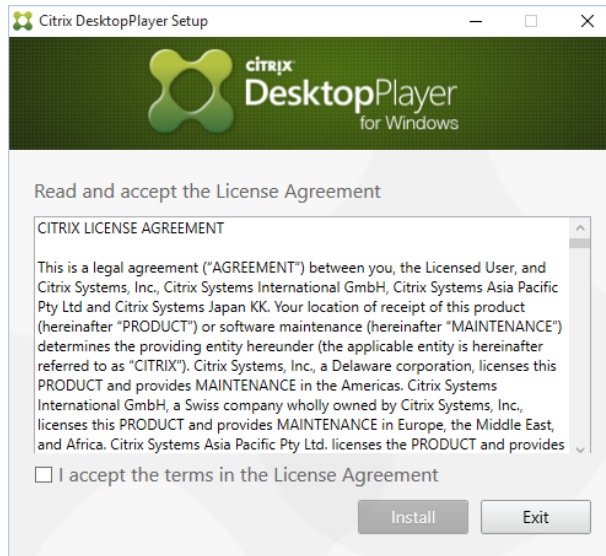 Citrix DesktopPlayer Setup
CITRIX
DesktopPlayer
for Windows
Read and accept the License Agreement
CITRIX LICENSE AGREEMENT
This is a legal agreement (“AGREEMENT”) between you, the Licensed User, and
Citrix Systems, Inc., Citrix Systems International GmbH, Citrix Systems Asia Pacific
Pty Ltd and Citrix Systems Japan KK. Your location of receipt of this product
(hereinafter “PRODUCT”) or software maintenance (hereinafter “MAINTENANCE”)
determines the providing entity hereunder (the applicable entity is hereinafter
referred to as “CITRIX”). Citrix Systems, Inc., a Delaware corporation, licenses this
PRODUCT and provides MAINTENANCE in the Americas. Citrix Systems
International GmbH, a Swiss company wholly owned by Citrix Systems, Inc.,
licenses this PRODUCT and provides MAINTENANCE in Europe, the Middle East,
and Africa. Citrix Systems Asia Pacific Pty Ltd. licenses the PRODUCT and provides
I accept the terms in the License Agreement
Install
Exit